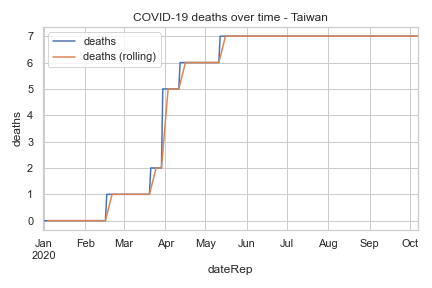 COVID-19 deaths over time - Taiwan
deaths
deaths (rolling)
7
6
5
4
3
2
1
0
deaths
Jan Feb Mar Apr May Jun Jul Aug Sep Oct
2020
dateRep